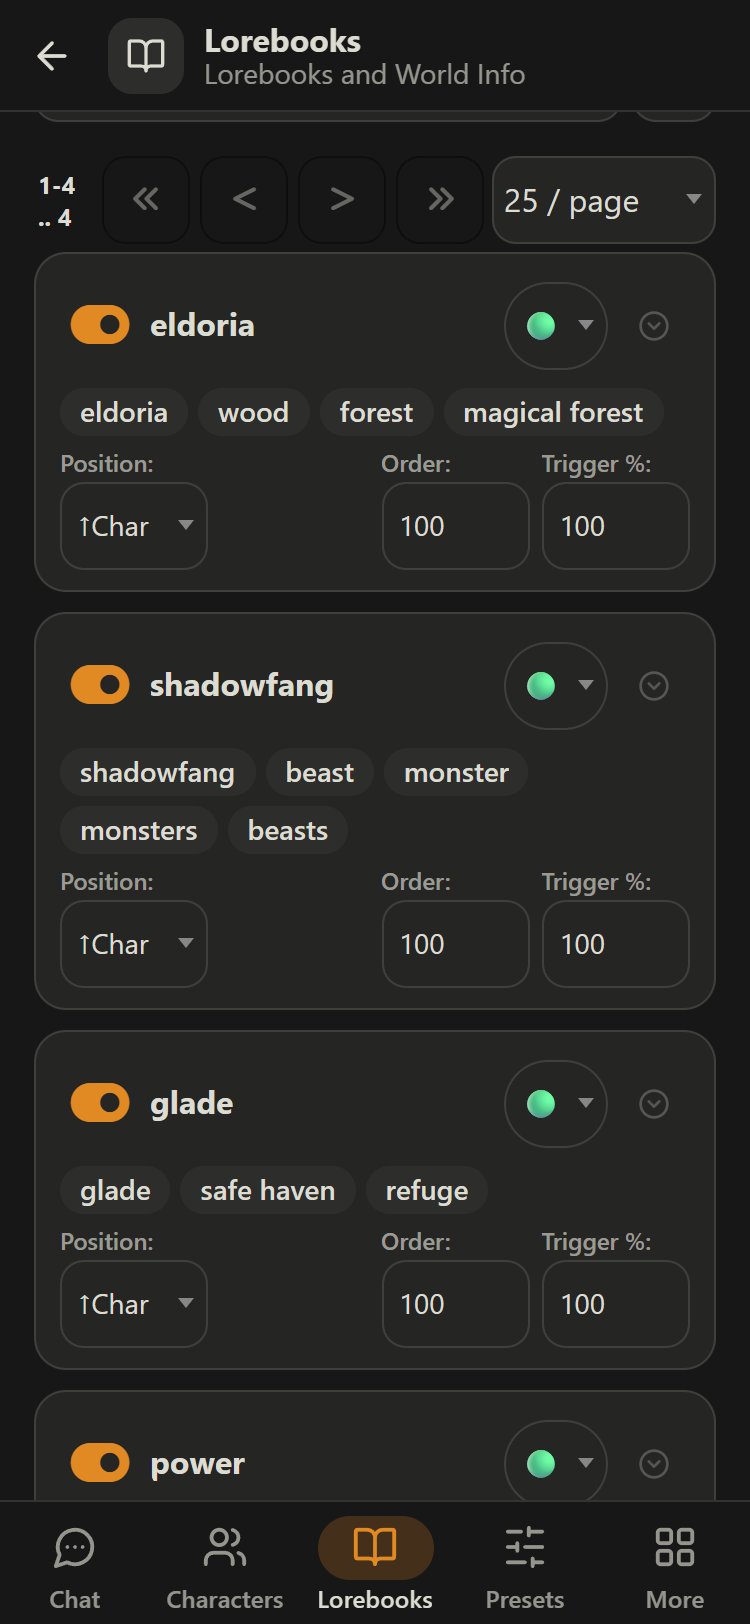 Lorebooks
Lorebooks and World Info
1-4
.. 4
« < > » 25 / page
eldoria
eldoria wood forest magical forest
Position: Order: Trigger %:
↑Char 100 100
shadowfang
shadowfang beast monster
monsters beasts
Position: Order: Trigger %:
↑Char 100 100
glade
glade safe haven refuge
Position: Order: Trigger %:
↑Char 100 100
power
Chat Characters Lorebooks Presets More